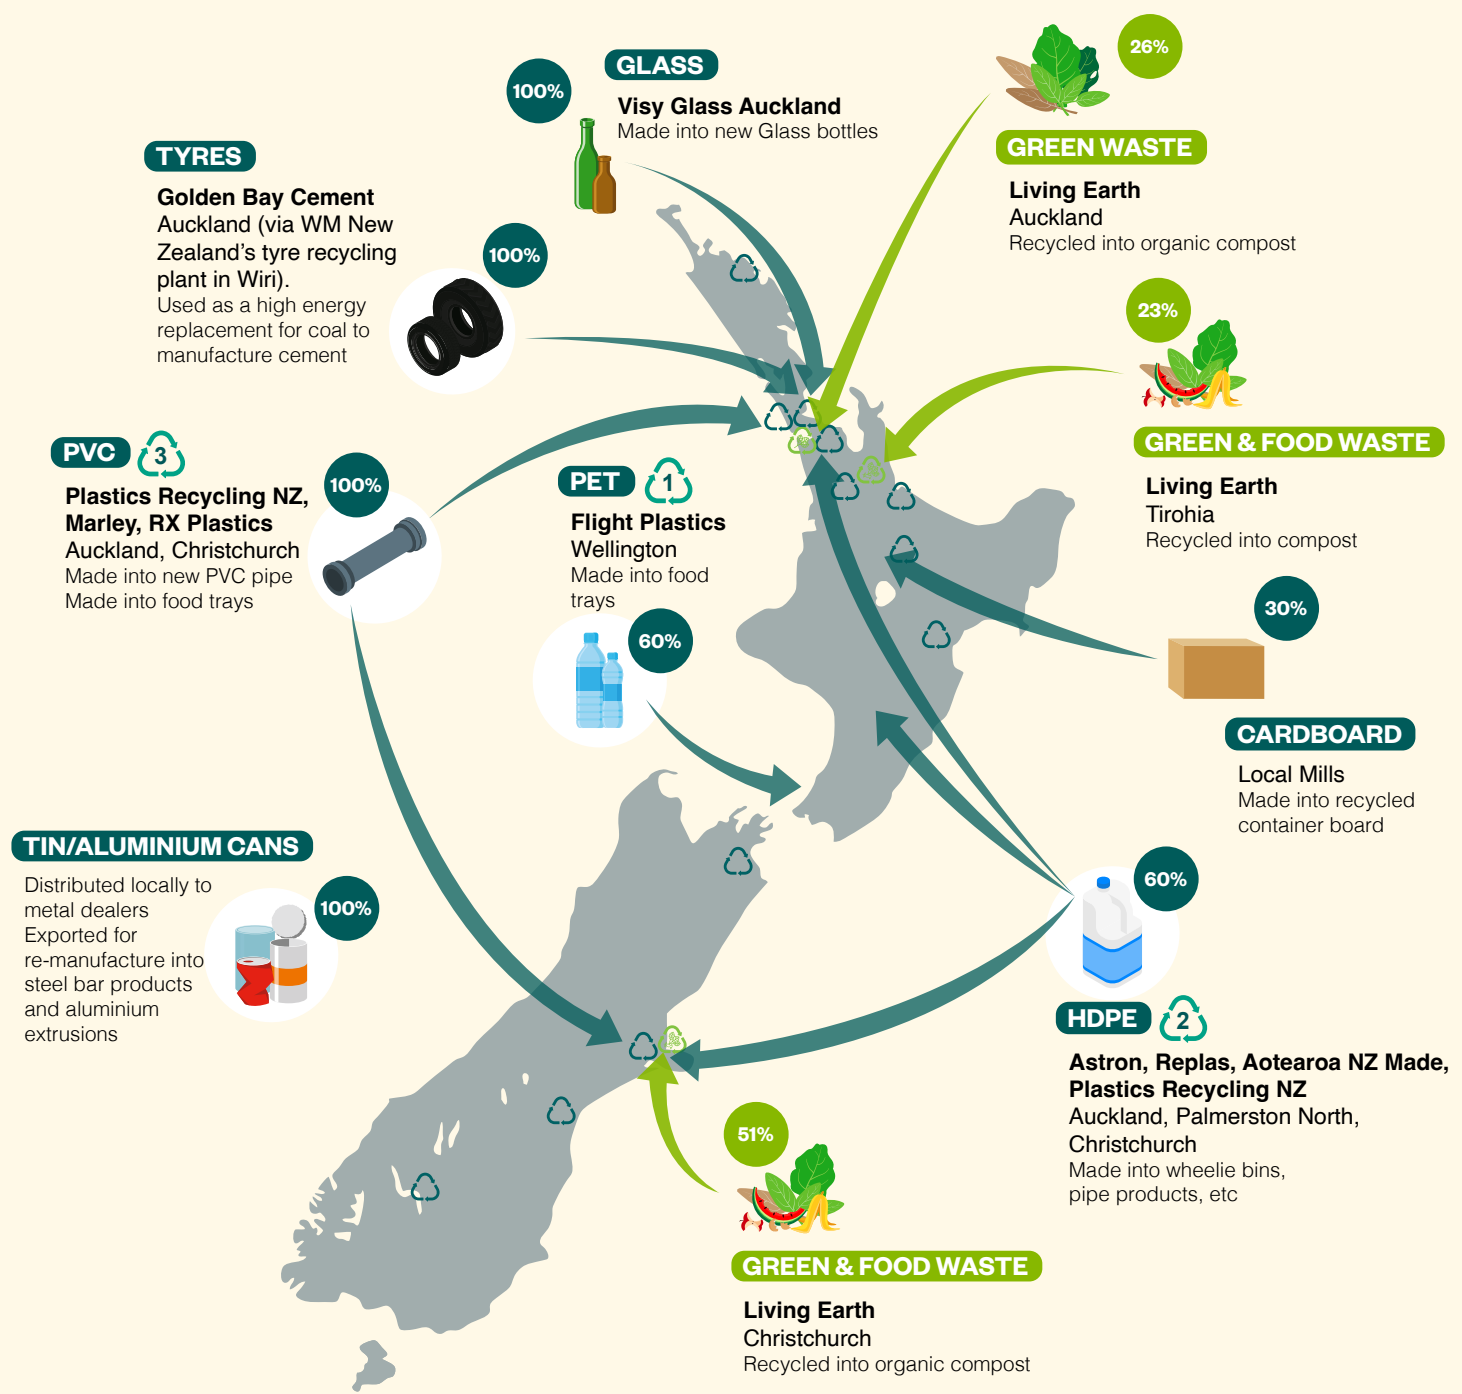 GLASS
100%
Visy Glass Auckland
Made into new Glass bottles
26%
GREEN WASTE
Living Earth
Auckland
Recycled into organic compost
TYRES
Golden Bay Cement
Auckland (via WM New
Zealand's tyre recycling
plant in Wiri).
Used as a high energy
replacement for coal to
manufacture cement
100%
23%
GREEN & FOOD WASTE
Living Earth
Tirohia
Recycled into compost
PVC
3
100%
Plastics Recycling NZ,
Marley, RX Plastics
Auckland, Christchurch
Made into new PVC pipe
Made into food trays
PET
1
Flight Plastics
Wellington
Made into food
trays
60%
30%
CARDBOARD
Local Mills
Made into recycled
container board
TIN/ALUMINIUM CANS
Distributed locally to
metal dealers
Exported for
re-manufacture into
steel bar products
and aluminium
extrusions
100%
60%
HDPE
2
Astron, Replas, Aotearoa NZ Made,
Plastics Recycling NZ
Auckland, Palmerston North,
Christchurch
Made into wheelie bins,
pipe products, etc
51%
GREEN & FOOD WASTE
Living Earth
Christchurch
Recycled into organic compost